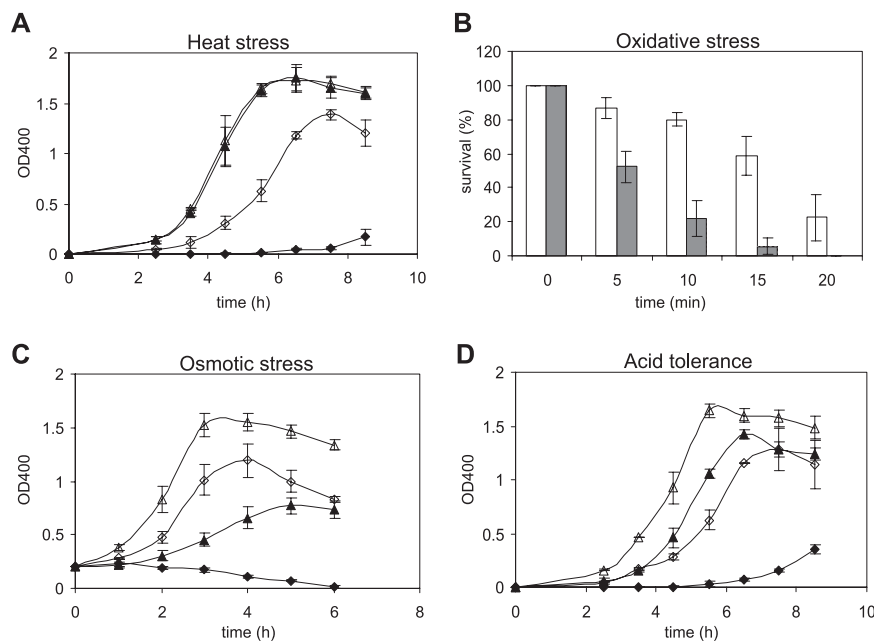 A
Heat stress
2
1.5
1
0.5
0
OD400
0 2 4 6 8 10
time (h)
B
Oxidative stress
120
100
80
60
40
20
0
survival (%)
0 5 10 15 20
time (min)
C
Osmotic stress
2
1.5
1
0.5
0
OD400
0 2 4 6 8
time (h)
D
Acid tolerance
2
1.5
1
0.5
0
OD400
0 2 4 6 8 10
time (h)